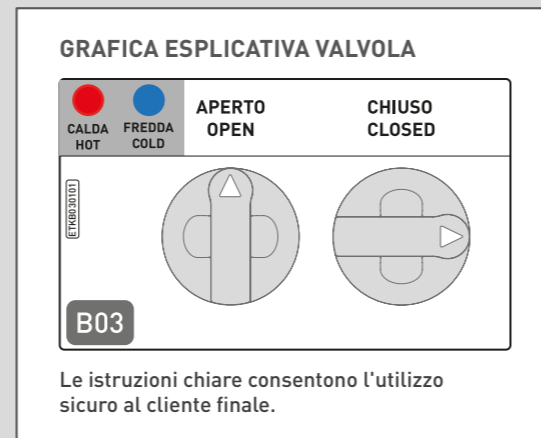 GRAFICA ESPLICATIVA VALVOLA
CALDA
HOT
FREDDA
COLD
APERTO
OPEN
CHIUSO
CLOSED
ETKB030101
B03
Le istruzioni chiare consentono l'utilizzo
sicuro al cliente finale.